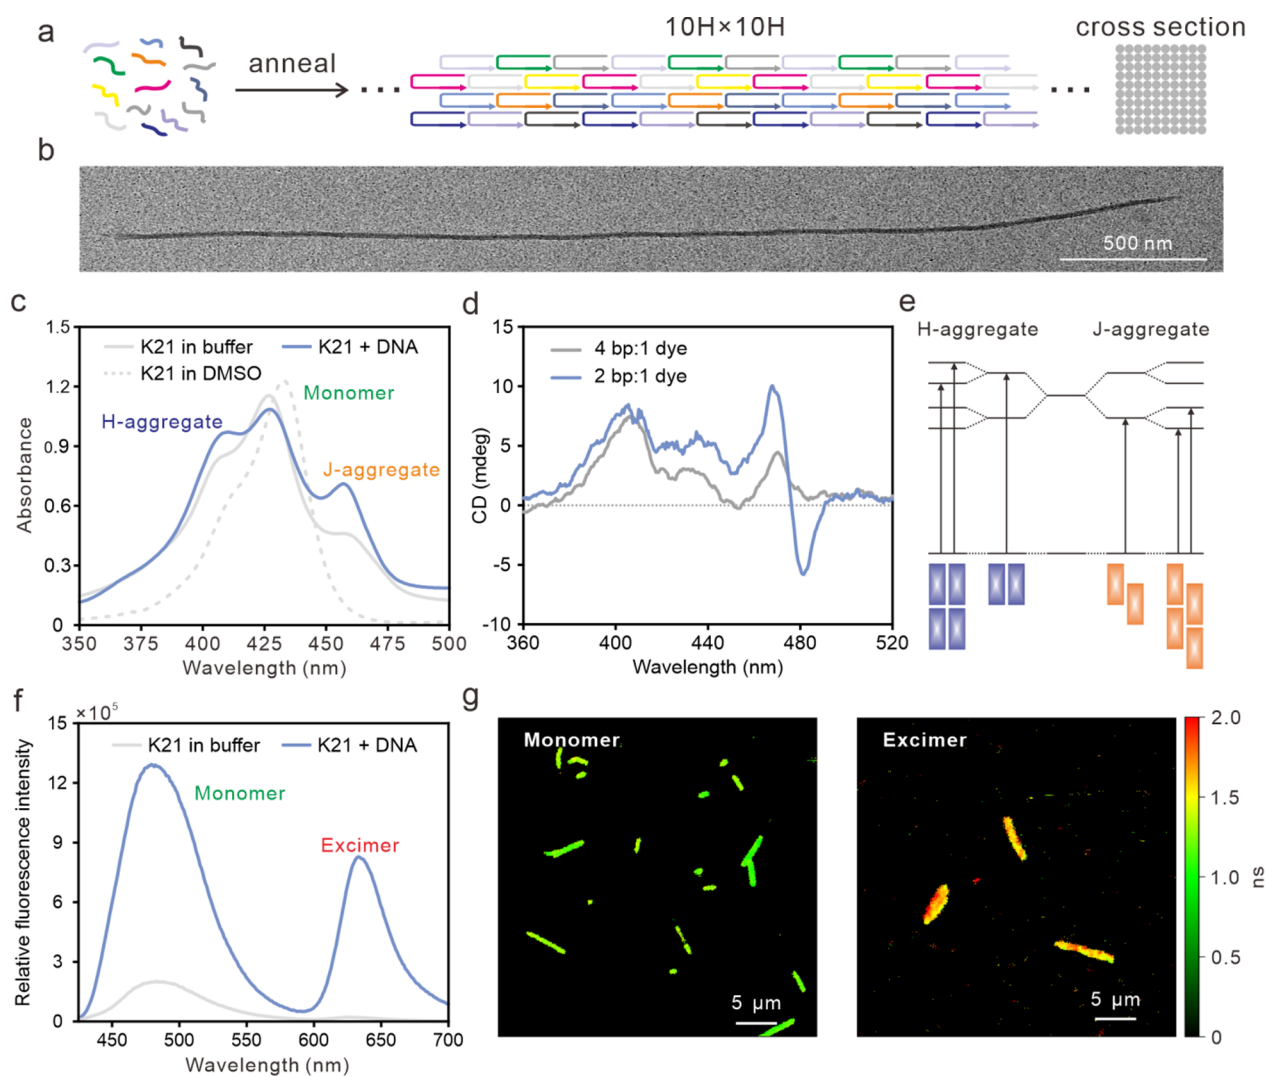 a
anneal
10H×10H
cross section
b
500 nm
c
Absorbance
1.5
1.2
0.9
0.6
0.3
0
K21 in buffer
K21 + DNA
K21 in DMSO
Monomer
H-aggregate
J-aggregate
350 375 400 425 450 475 500
Wavelength (nm)
d
CD (mdeg)
15
10
5
0
-5
-10
4 bp:1 dye
2 bp:1 dye
360 400 440 480 520
Wavelength (nm)
e
H-aggregate
J-aggregate
f
×10⁵
Relative fluorescence intensity
15
12
9
6
3
0
K21 in buffer
K21 + DNA
Monomer
Excimer
450 500 550 600 650 700
Wavelength (nm)
g
Monomer
5 μm
Excimer
5 μm
2.0
1.5
1.0
0.5
0
ns